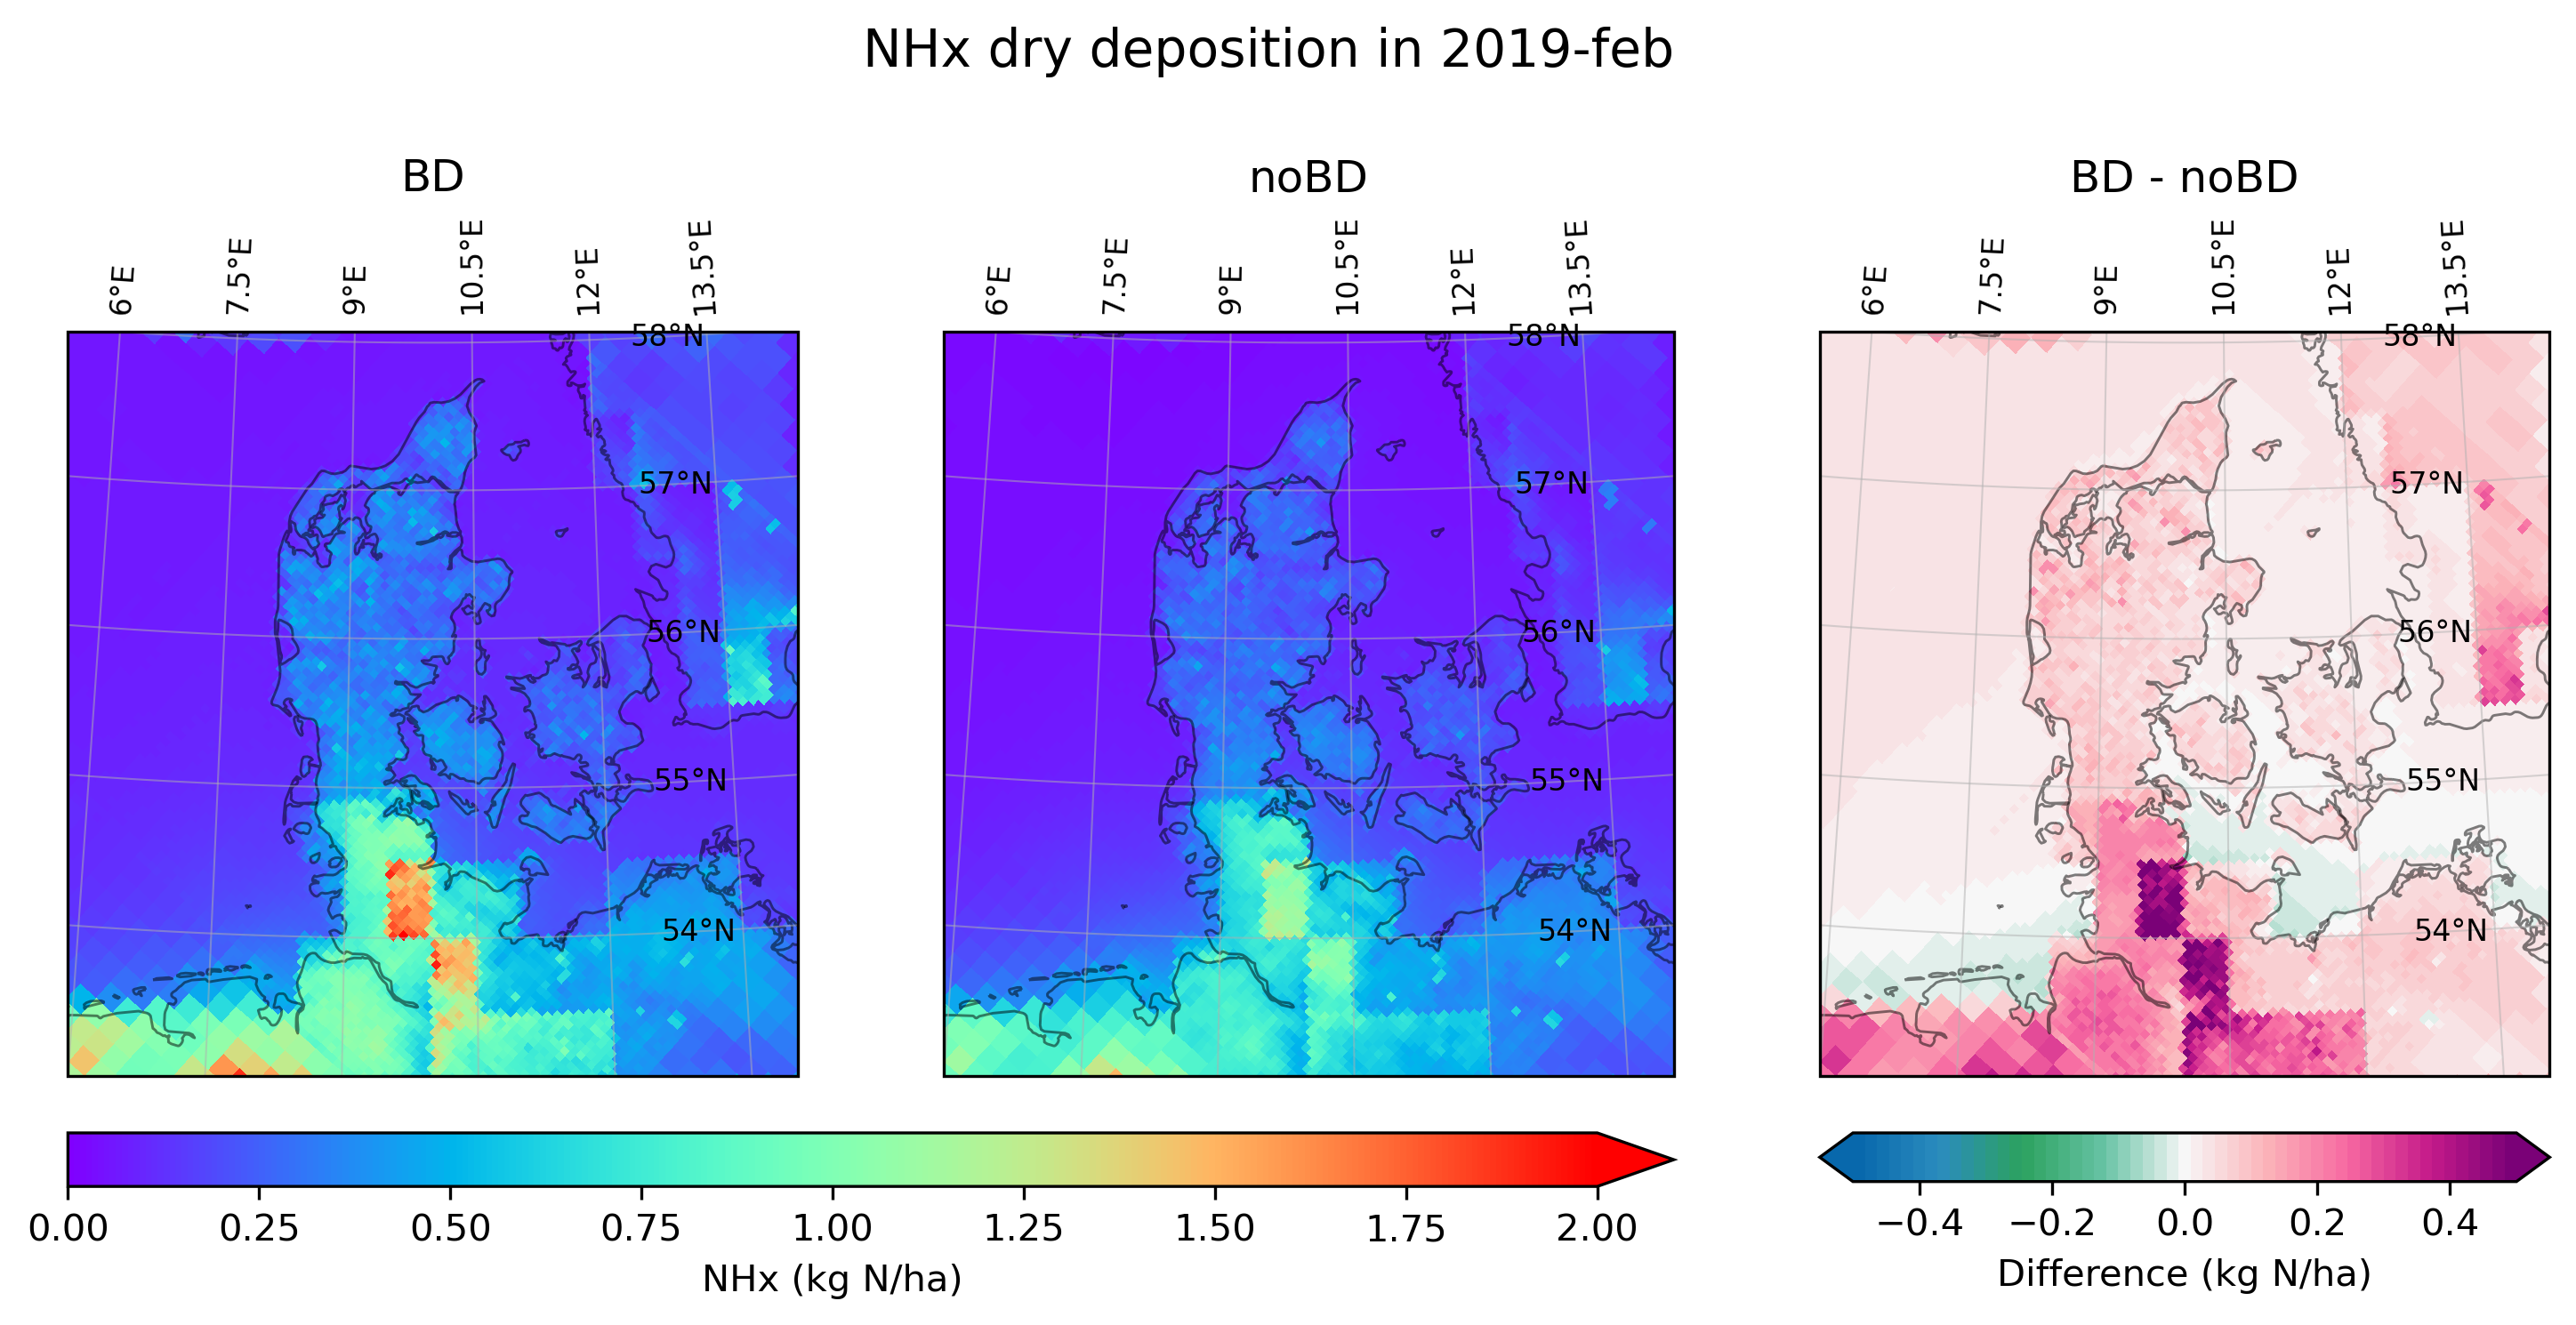 NHx dry deposition in 2019-feb
BD
noBD
BD - noBD
6°E 7.5°E 9°E 10.5°E 12°E 13.5°E
6°E 7.5°E 9°E 10.5°E 12°E 13.5°E
6°E 7.5°E 9°E 10.5°E 12°E 13.5°E
58°N 58°N 58°N
57°N 57°N 57°N
56°N 56°N 56°N
55°N 55°N 55°N
54°N 54°N 54°N
0.00 0.25 0.50 0.75 1.00 1.25 1.50 1.75 2.00
NHx (kg N/ha)
−0.4 −0.2 0.0 0.2 0.4
Difference (kg N/ha)